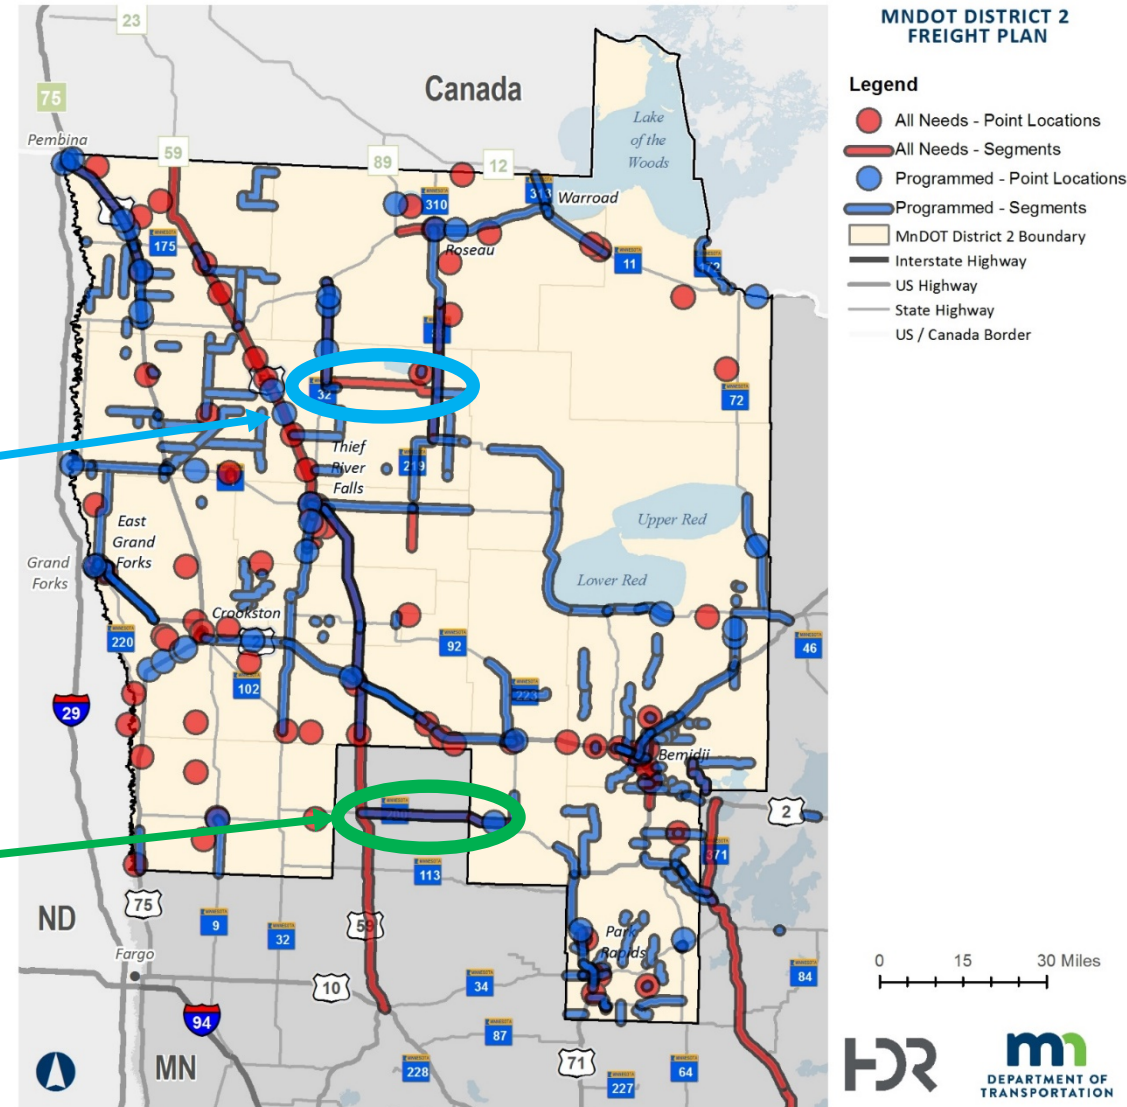 MNDOT DISTRICT 2
FREIGHT PLAN
Legend
All Needs - Point Locations
All Needs - Segments
Programmed - Point Locations
Programmed - Segments
MnDOT District 2 Boundary
Interstate Highway
US Highway
State Highway
US / Canada Border
23
Canada
75
Pembina
59
89
12
Lake
of the
Woods
313
Warroad
310
175
Roseau
11
32
72
Thief
River
Falls
219
East
Grand
Forks
Grand
Forks
Upper Red
Lower Red
Crookston
220
92
46
102
223
29
Bemidji
2
200
371
113
75
ND
9
32
59
Park
Rapids
Fargo
10
34
84
94
87
MN
228
71
227
64
0 15 30 Miles
HDR
mn
DEPARTMENT OF
TRANSPORTATION